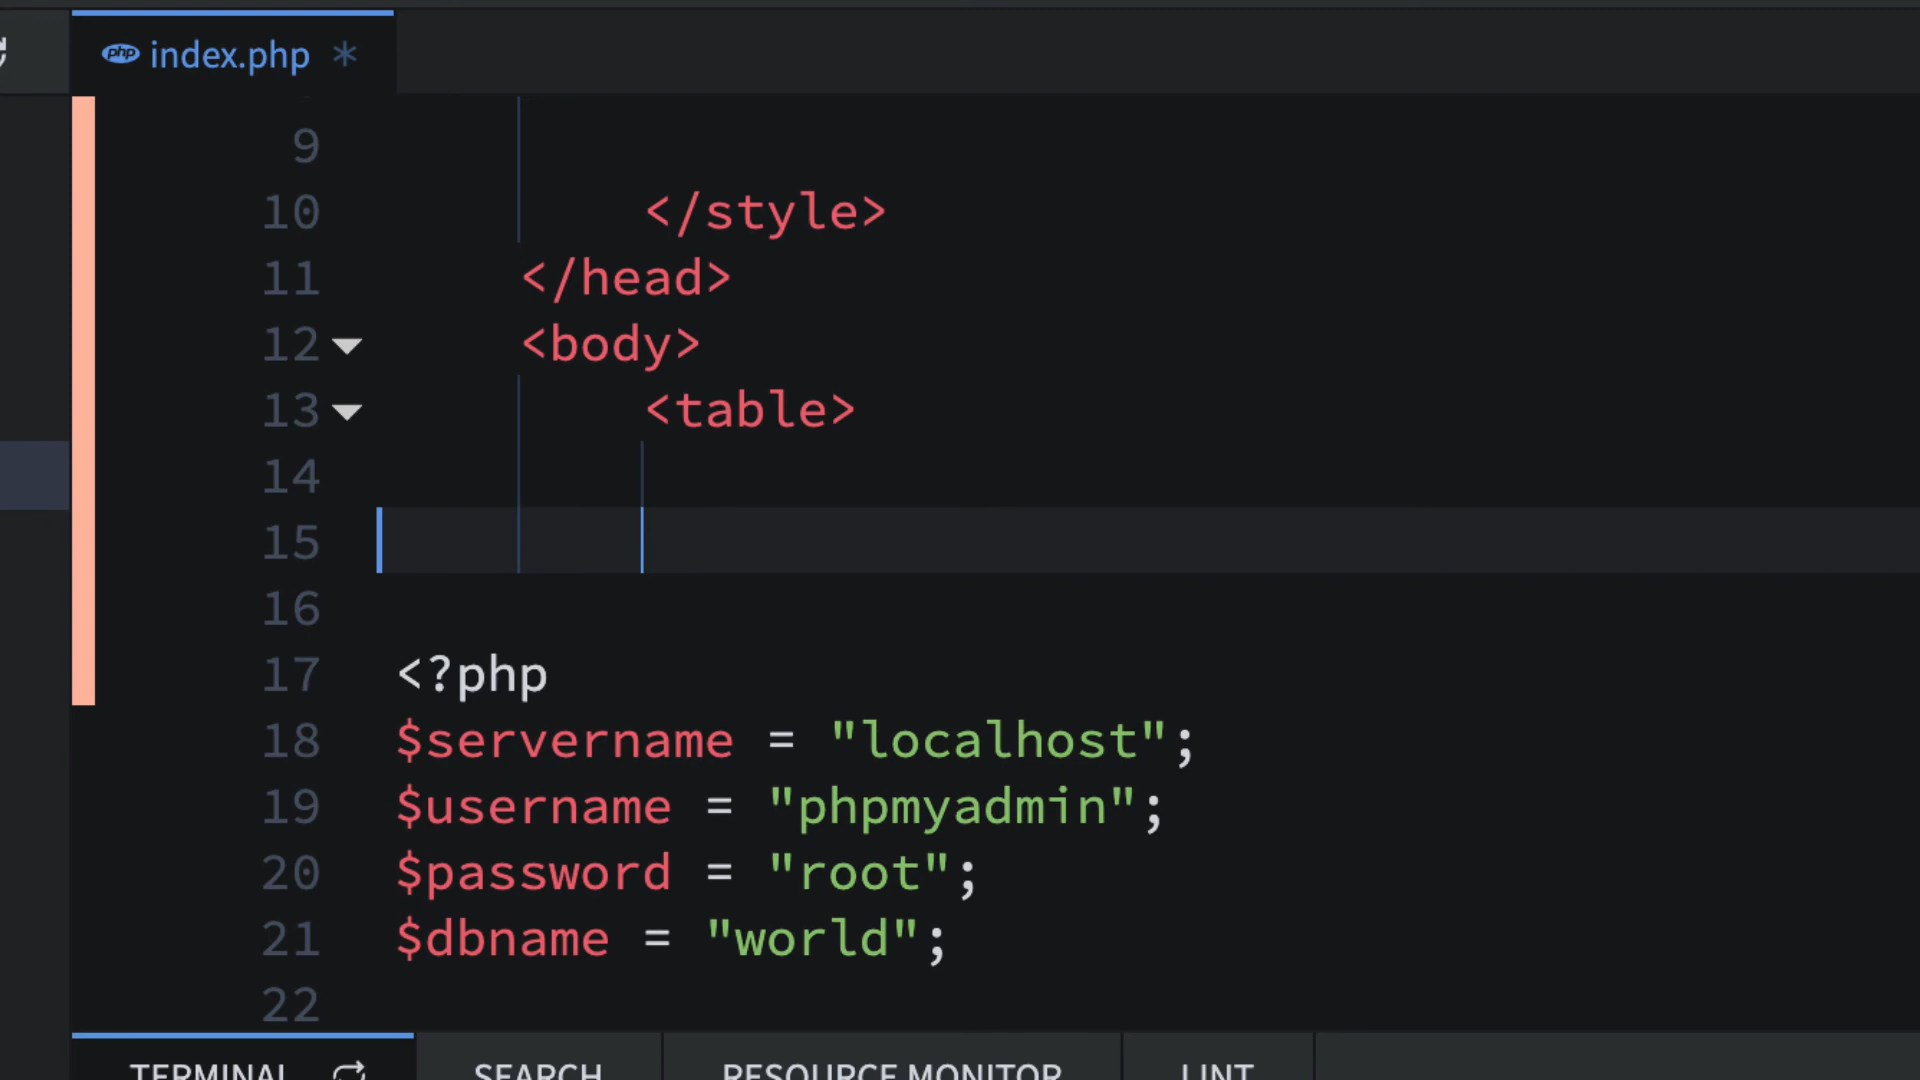 php index.php *
9
10 </style>
11 </head>
12 <body>
13 <table>
14
15
16
17 <?php
18 $servername = "localhost";
19 $username = "phpmyadmin";
20 $password = "root";
21 $dbname = "world";
22
TERMINAL SEARCH RESOURCE MONITOR LINT